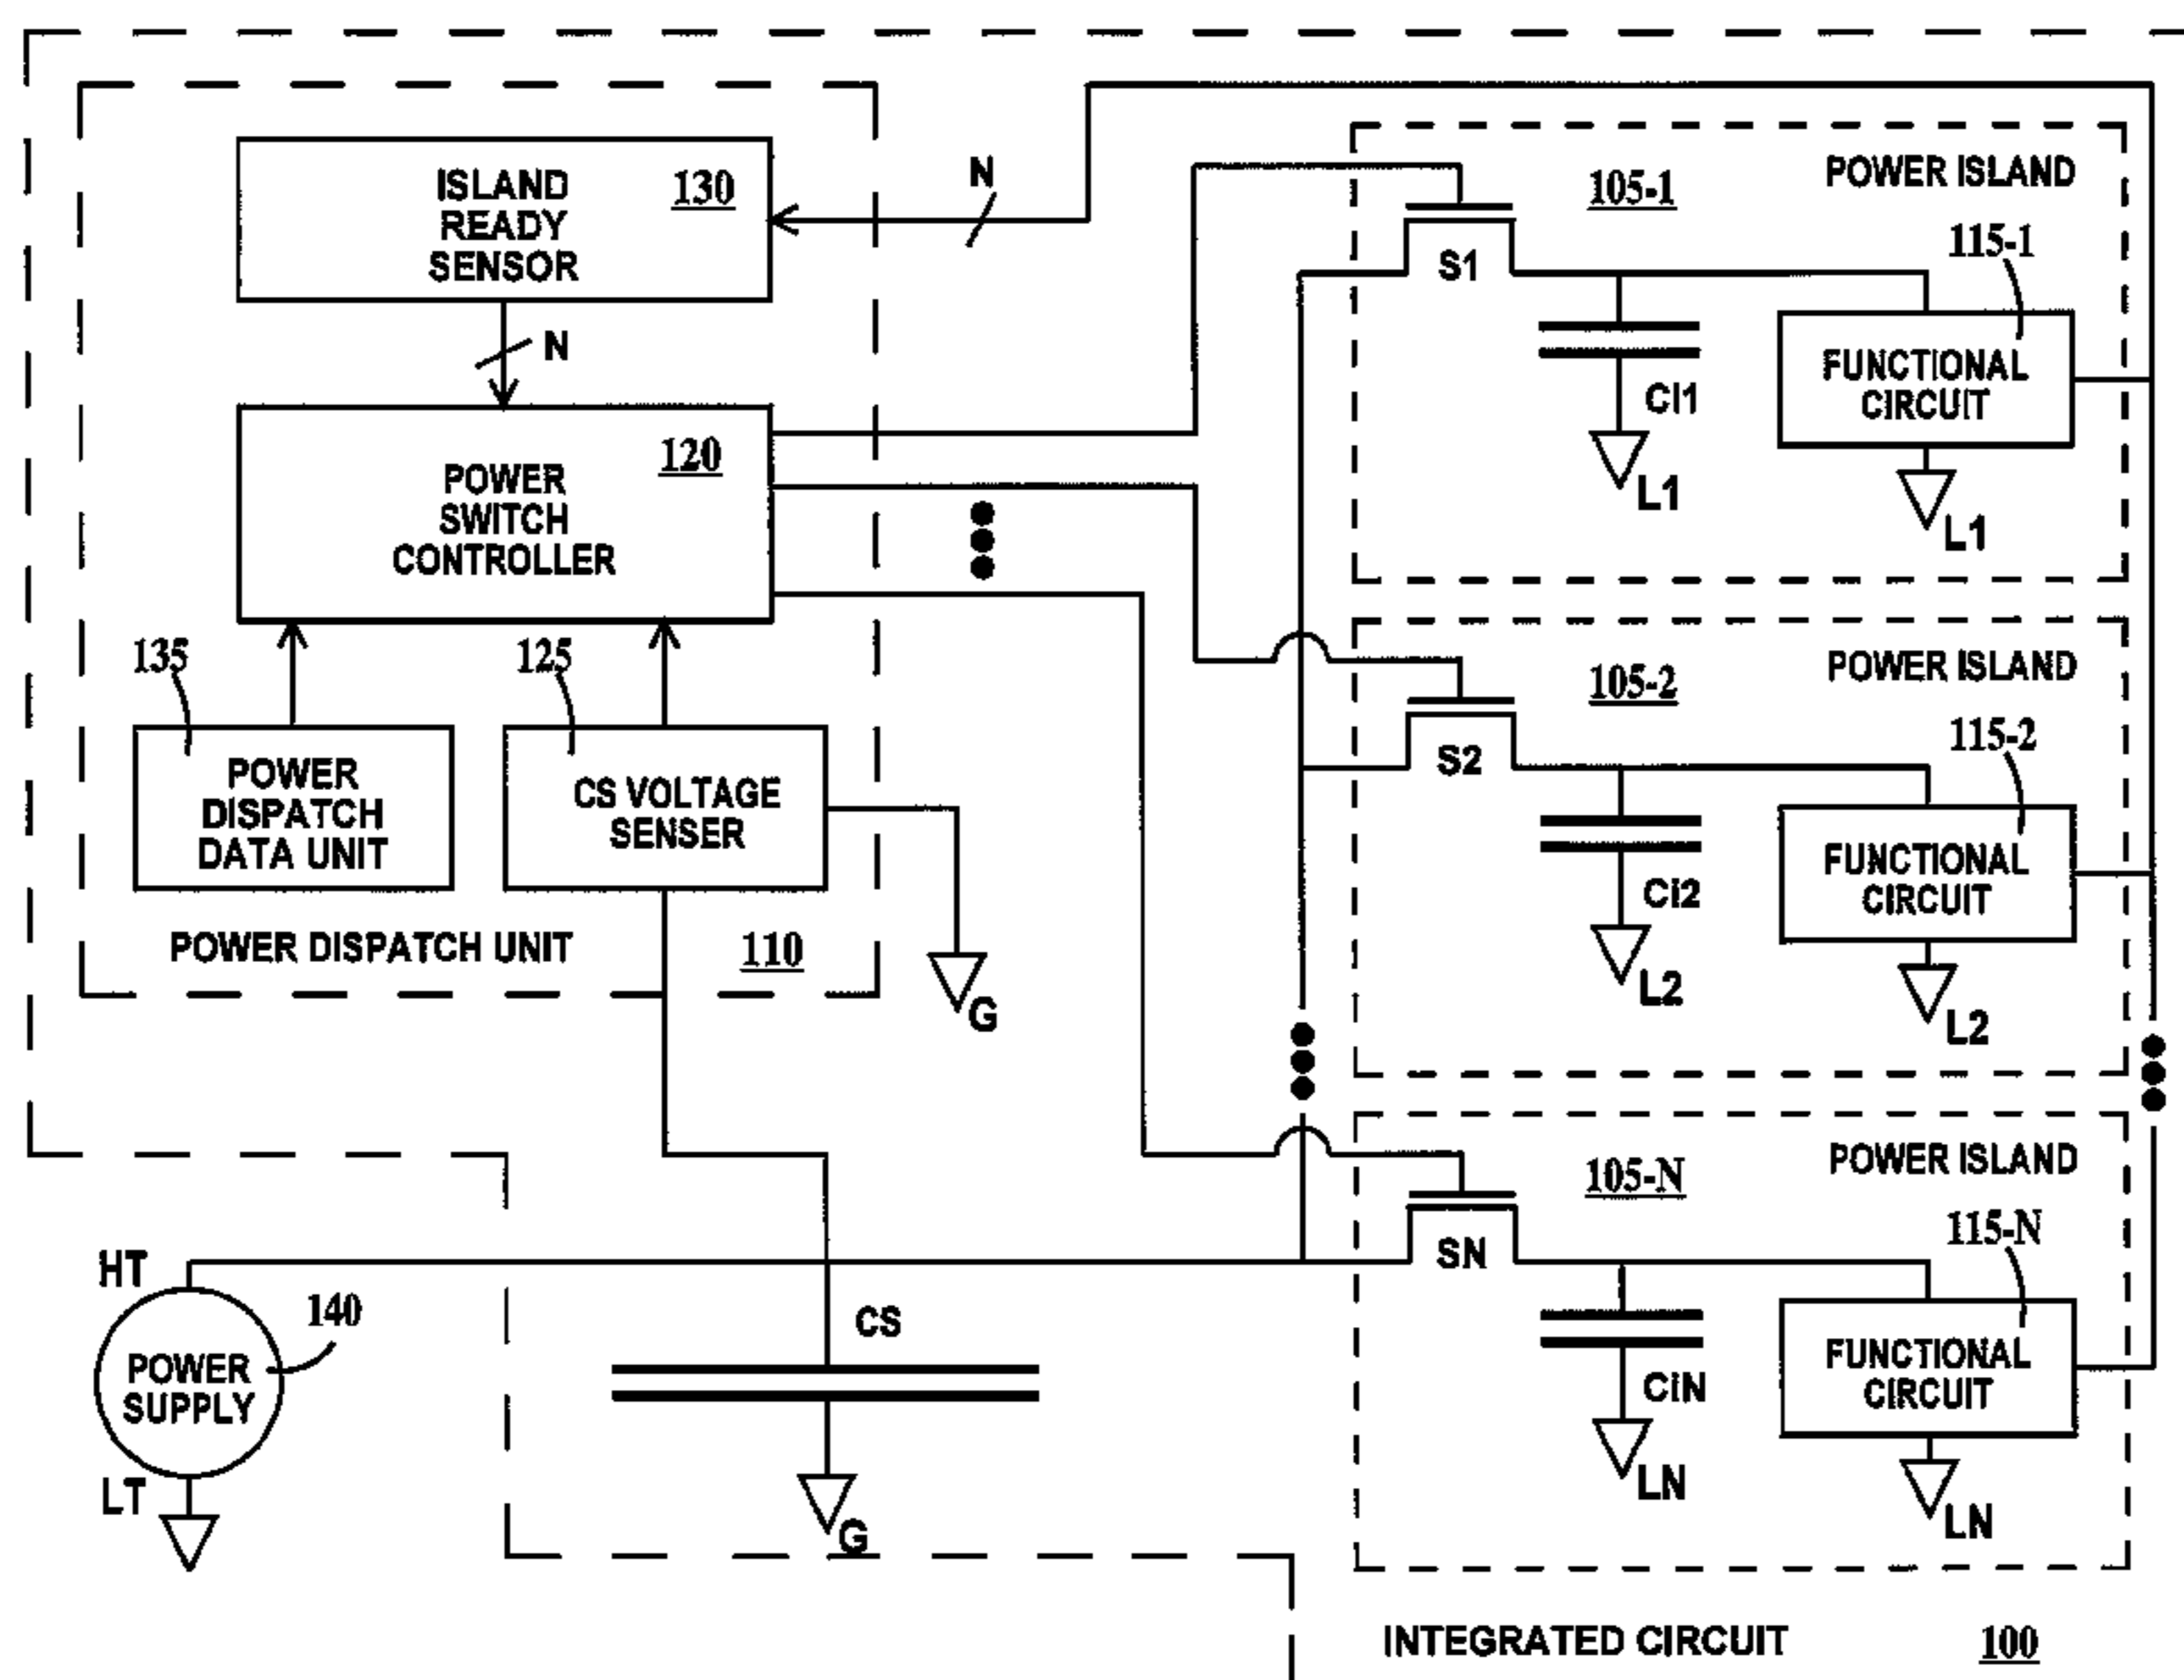 ISLAND
READY
SENSOR
130
N
N
POWER
SWITCH
CONTROLLER
120
135
125
POWER
DISPATCH
DATA UNIT
CS VOLTAGE
SENSER
POWER DISPATCH UNIT
110
G
HT
140
POWER
SUPPLY
LT
CS
G
105-1
POWER ISLAND
S1
115-1
FUNCTIONAL
CIRCUIT
Ci1
L1
L1
105-2
POWER ISLAND
S2
115-2
FUNCTIONAL
CIRCUIT
Ci2
L2
L2
105-N
POWER ISLAND
SN
115-N
FUNCTIONAL
CIRCUIT
CiN
LN
LN
INTEGRATED CIRCUIT
100